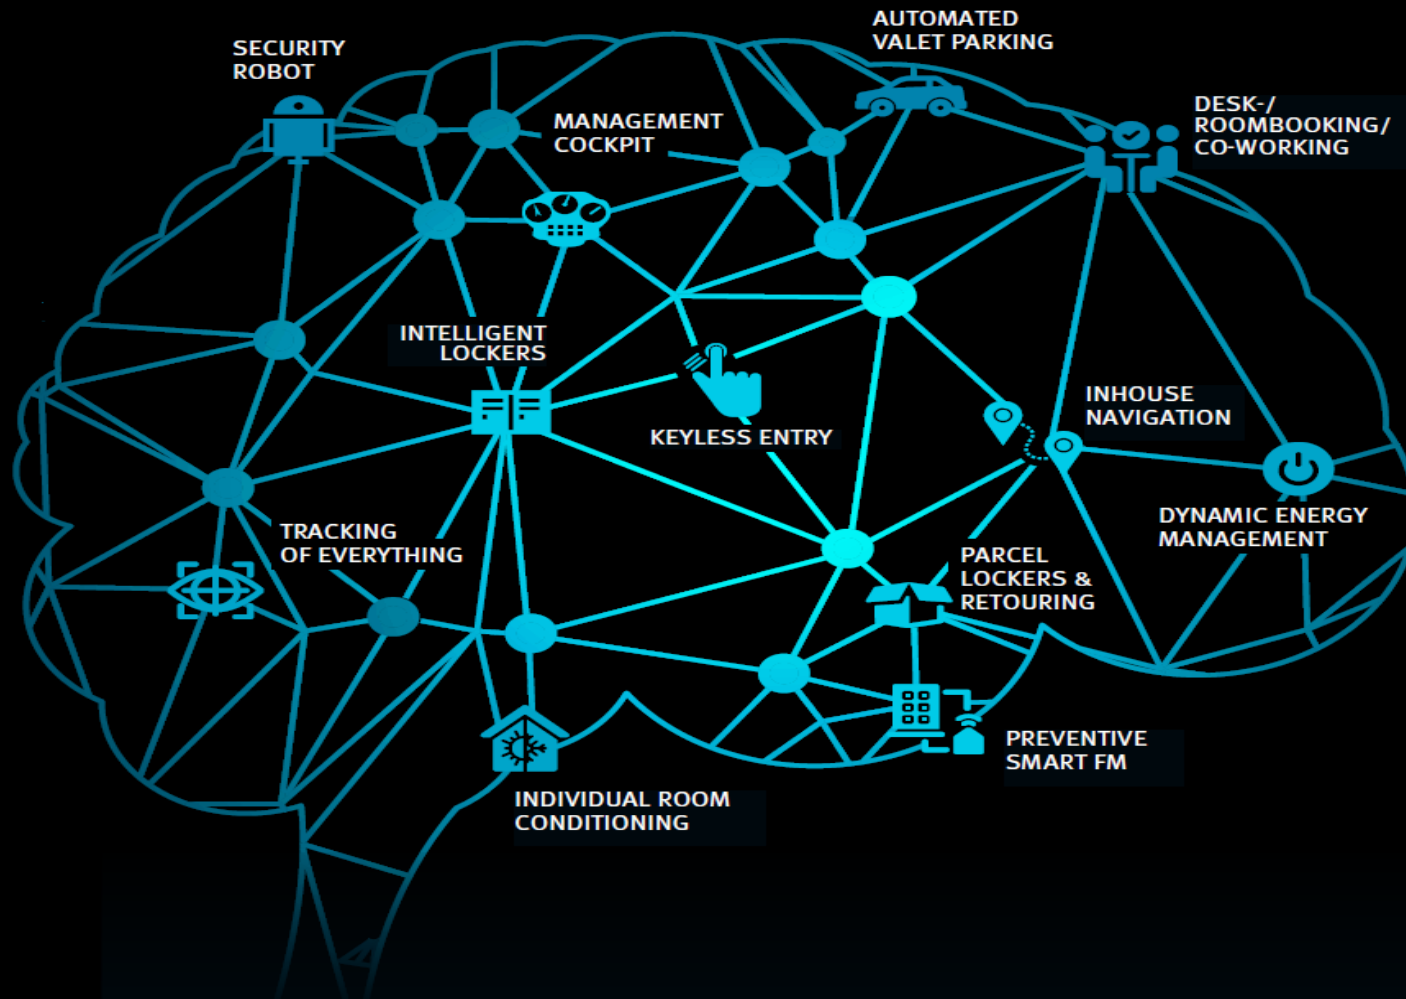 AUTOMATED
VALET PARKING
SECURITY
ROBOT
MANAGEMENT
COCKPIT
DESK-/
ROOMBOOKING/
CO-WORKING
INTELLIGENT
LOCKERS
KEYLESS ENTRY
INHOUSE
NAVIGATION
TRACKING
OF EVERYTHING
DYNAMIC ENERGY
MANAGEMENT
PARCEL
LOCKERS &
RETOURING
PREVENTIVE
SMART FM
INDIVIDUAL ROOM
CONDITIONING